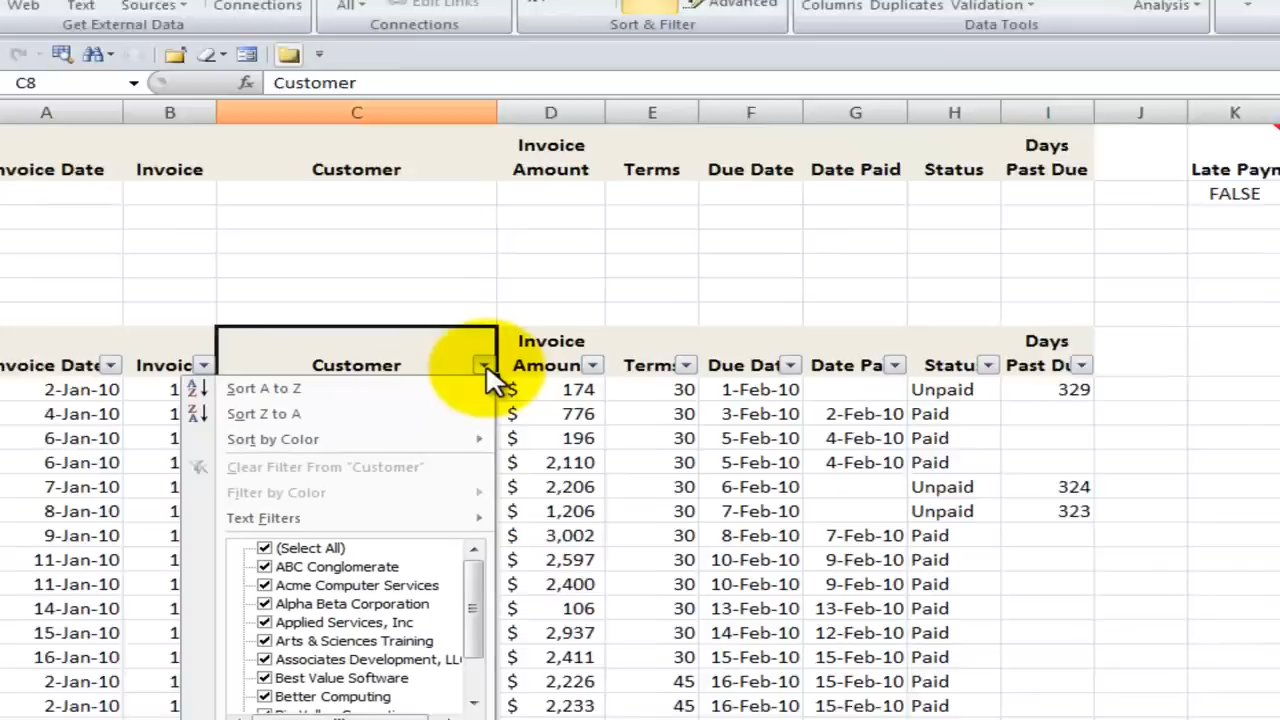 Web Text Sources Connections All Edit Links Advanced Columns Duplicates Validation Analysis
Get External Data Connections Sort & Filter Data Tools
C8 fx Customer
A B C D E F G H I J K
Invoice Days
nvoice Date Invoice Customer Amount Terms Due Date Date Paid Status Past Due Late Payn
FALSE
Invoice Days
nvoice Date Invoic Customer Amoun Term: Due Dat Date Pa Statu: Past Du
2-Jan-10 1 Sort A to Z $ 174 30 1-Feb-10 Unpaid 329
4-Jan-10 1 Sort Z to A $ 776 30 3-Feb-10 2-Feb-10 Paid
6-Jan-10 1 Sort by Color $ 196 30 5-Feb-10 4-Feb-10 Paid
6-Jan-10 1 Clear Filter From "Customer" $ 2,110 30 5-Feb-10 4-Feb-10 Paid
7-Jan-10 1 Filter by Color $ 2,206 30 6-Feb-10 Unpaid 324
8-Jan-10 1 Text Filters $ 1,206 30 7-Feb-10 Unpaid 323
9-Jan-10 1 (Select All) $ 3,002 30 8-Feb-10 7-Feb-10 Paid
11-Jan-10 1 ABC Conglomerate $ 2,597 30 10-Feb-10 9-Feb-10 Paid
11-Jan-10 1 Acme Computer Services $ 2,400 30 10-Feb-10 9-Feb-10 Paid
14-Jan-10 1 Alpha Beta Corporation $ 106 30 13-Feb-10 13-Feb-10 Paid
15-Jan-10 1 Applied Services, Inc $ 2,937 30 14-Feb-10 12-Feb-10 Paid
Arts & Sciences Training
16-Jan-10 1 Associates Development, LL $ 2,411 30 15-Feb-10 15-Feb-10 Paid
2-Jan-10 1 Best Value Software $ 2,226 45 16-Feb-10 15-Feb-10 Paid
2-Jan-10 1 Better Computing $ 2,233 45 16-Feb-10 15-Feb-10 Paid